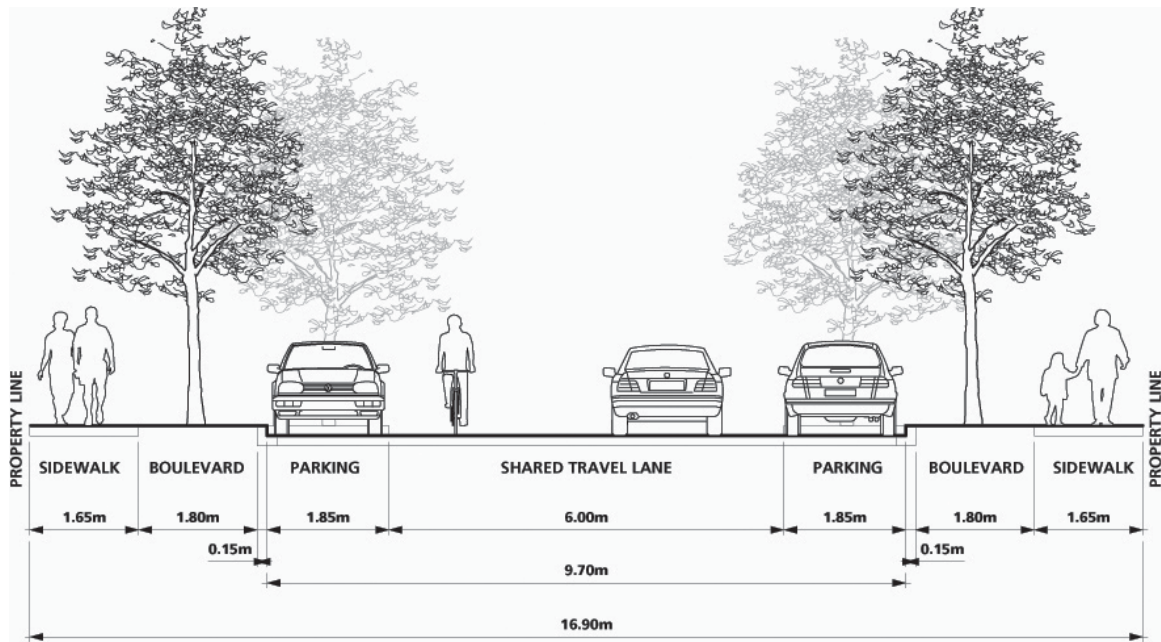 PROPERTY LINE
PROPERTY LINE
SIDEWALK BOULEVARD PARKING SHARED TRAVEL LANE PARKING BOULEVARD SIDEWALK
1.65m 1.80m 1.85m 6.00m 1.85m 1.80m 1.65m
0.15m 0.15m
9.70m
16.90m